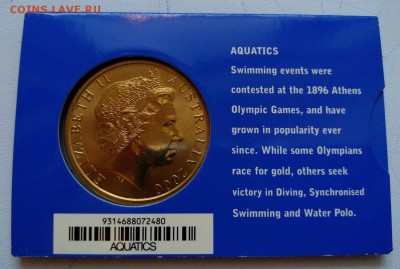 COINS.LAVE.RU
AQUATICS
Swimming events were
contested at the 1896 Athens
Olympic Games, and have
grown in popularity ever
since. While some Olympians
race for gold, others seek
victory in Diving, Synchronised
Swimming and Water Polo.
ELIZABETH II AUSTRALIA 2000
9314688072480
AQUATICS